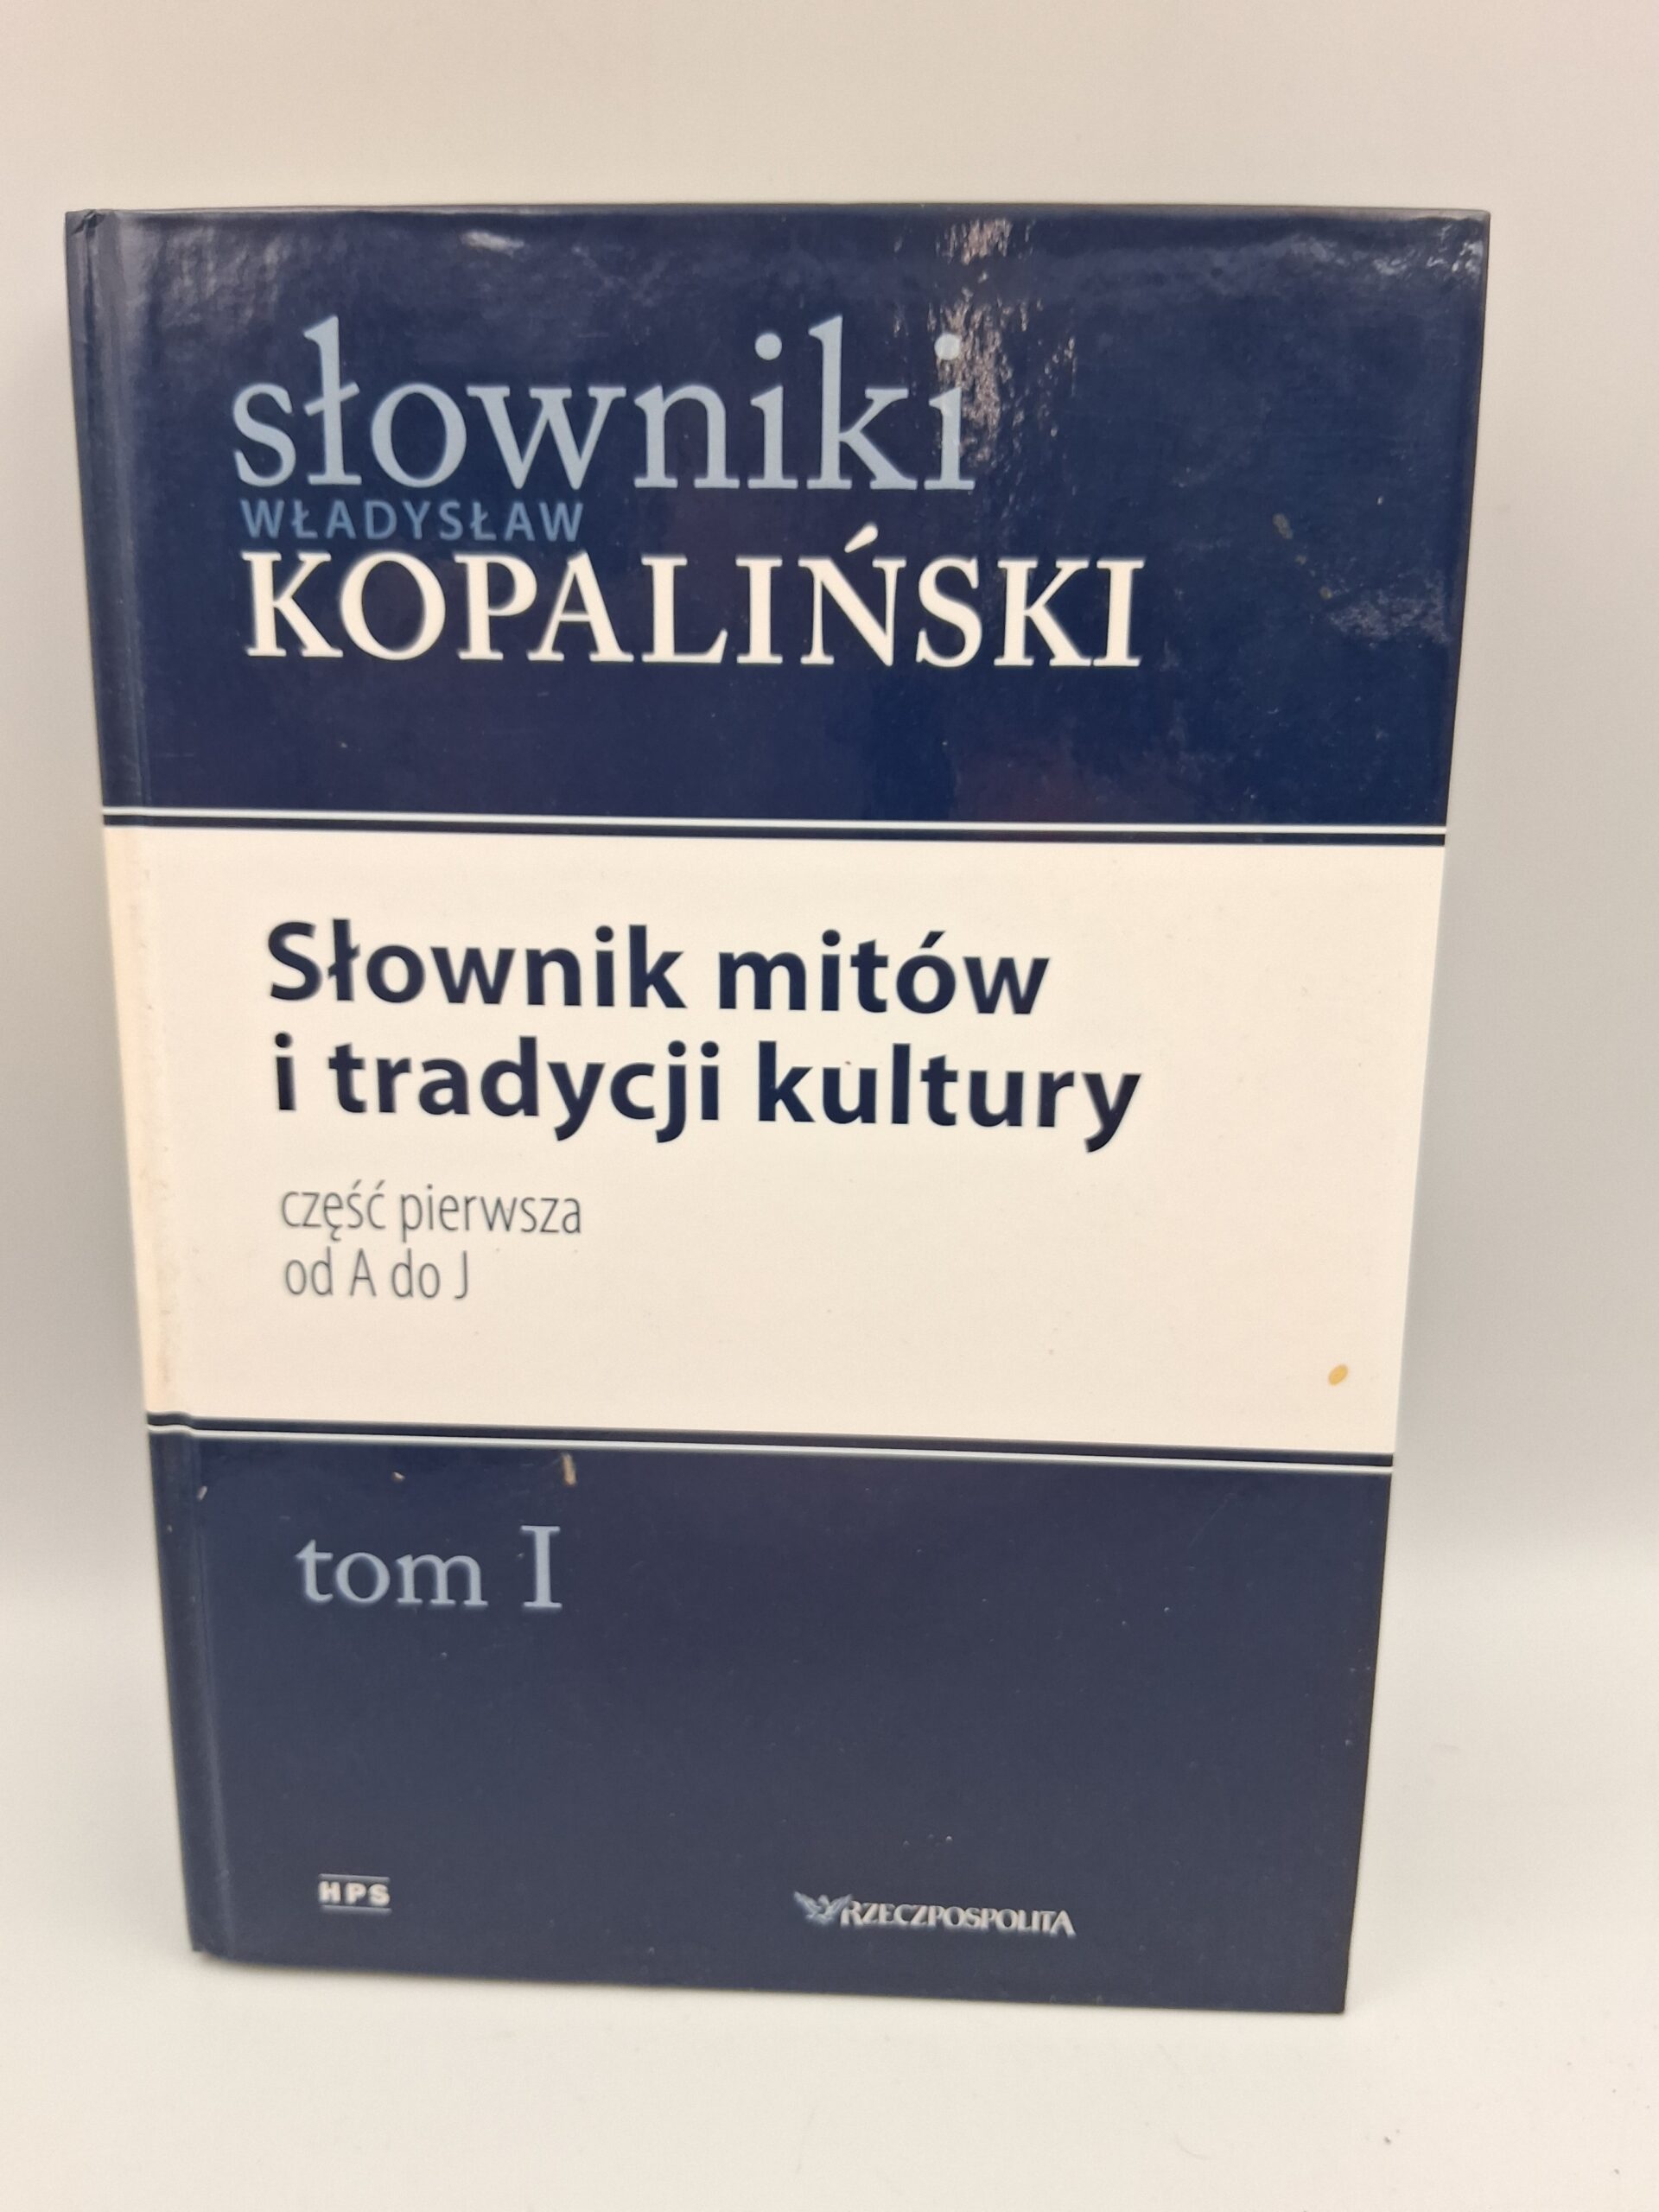 słowniki
WŁADYSŁAW
KOPALIŃSKI
Słownik mitów
i tradycji kultury
część pierwsza
od A do J
tom I
HPS
RZECZPOSPOLITA